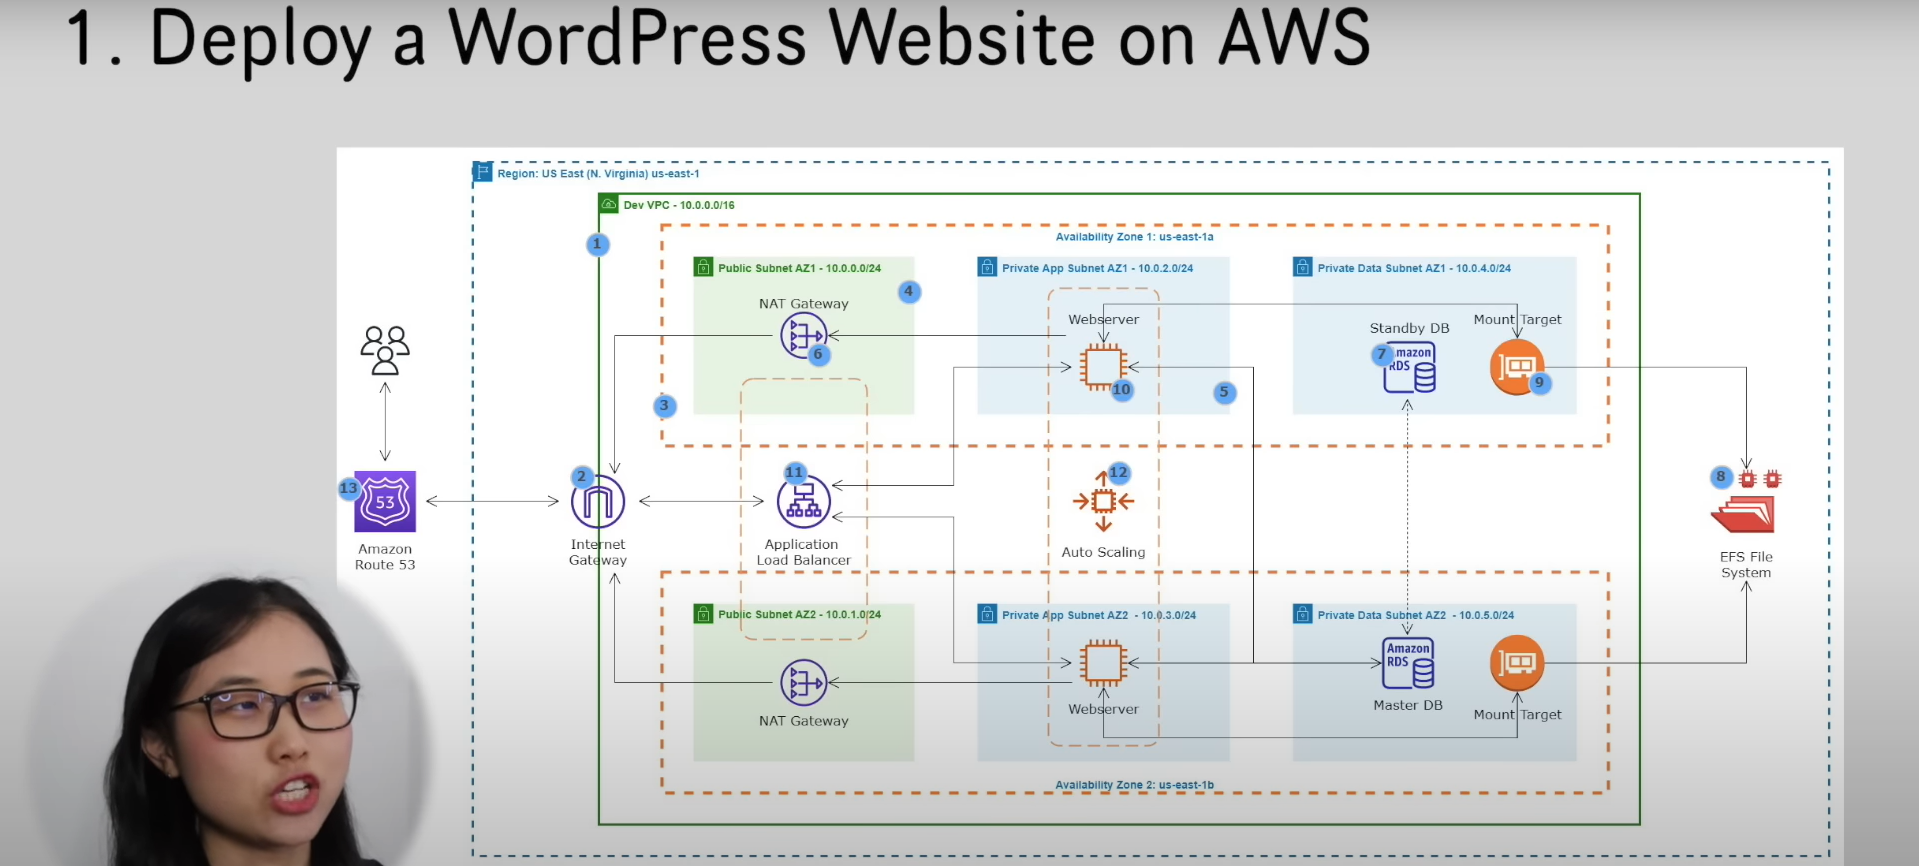 1. Deploy a WordPress Website on AWS
Region: US East (N. Virginia) us-east-1
Dev VPC - 10.0.0.0/16
1
Availability Zone 1: us-east-1a
Public Subnet AZ1 - 10.0.0.0/24
Private App Subnet AZ1 - 10.0.2.0/24
Private Data Subnet AZ1 - 10.0.4.0/24
4
NAT Gateway
6
Webserver
10
5
Standby DB
7
Amazon
RDS
Mount Target
9
3
13
53
Amazon
Route 53
2
Internet
Gateway
11
Application
Load Balancer
12
Auto Scaling
8
EFS File
System
Public Subnet AZ2 - 10.0.1.0/24
Private App Subnet AZ2 - 10.0.3.0/24
Private Data Subnet AZ2 - 10.0.5.0/24
NAT Gateway
Webserver
Amazon
RDS
Master DB
Mount Target
Availability Zone 2: us-east-1b